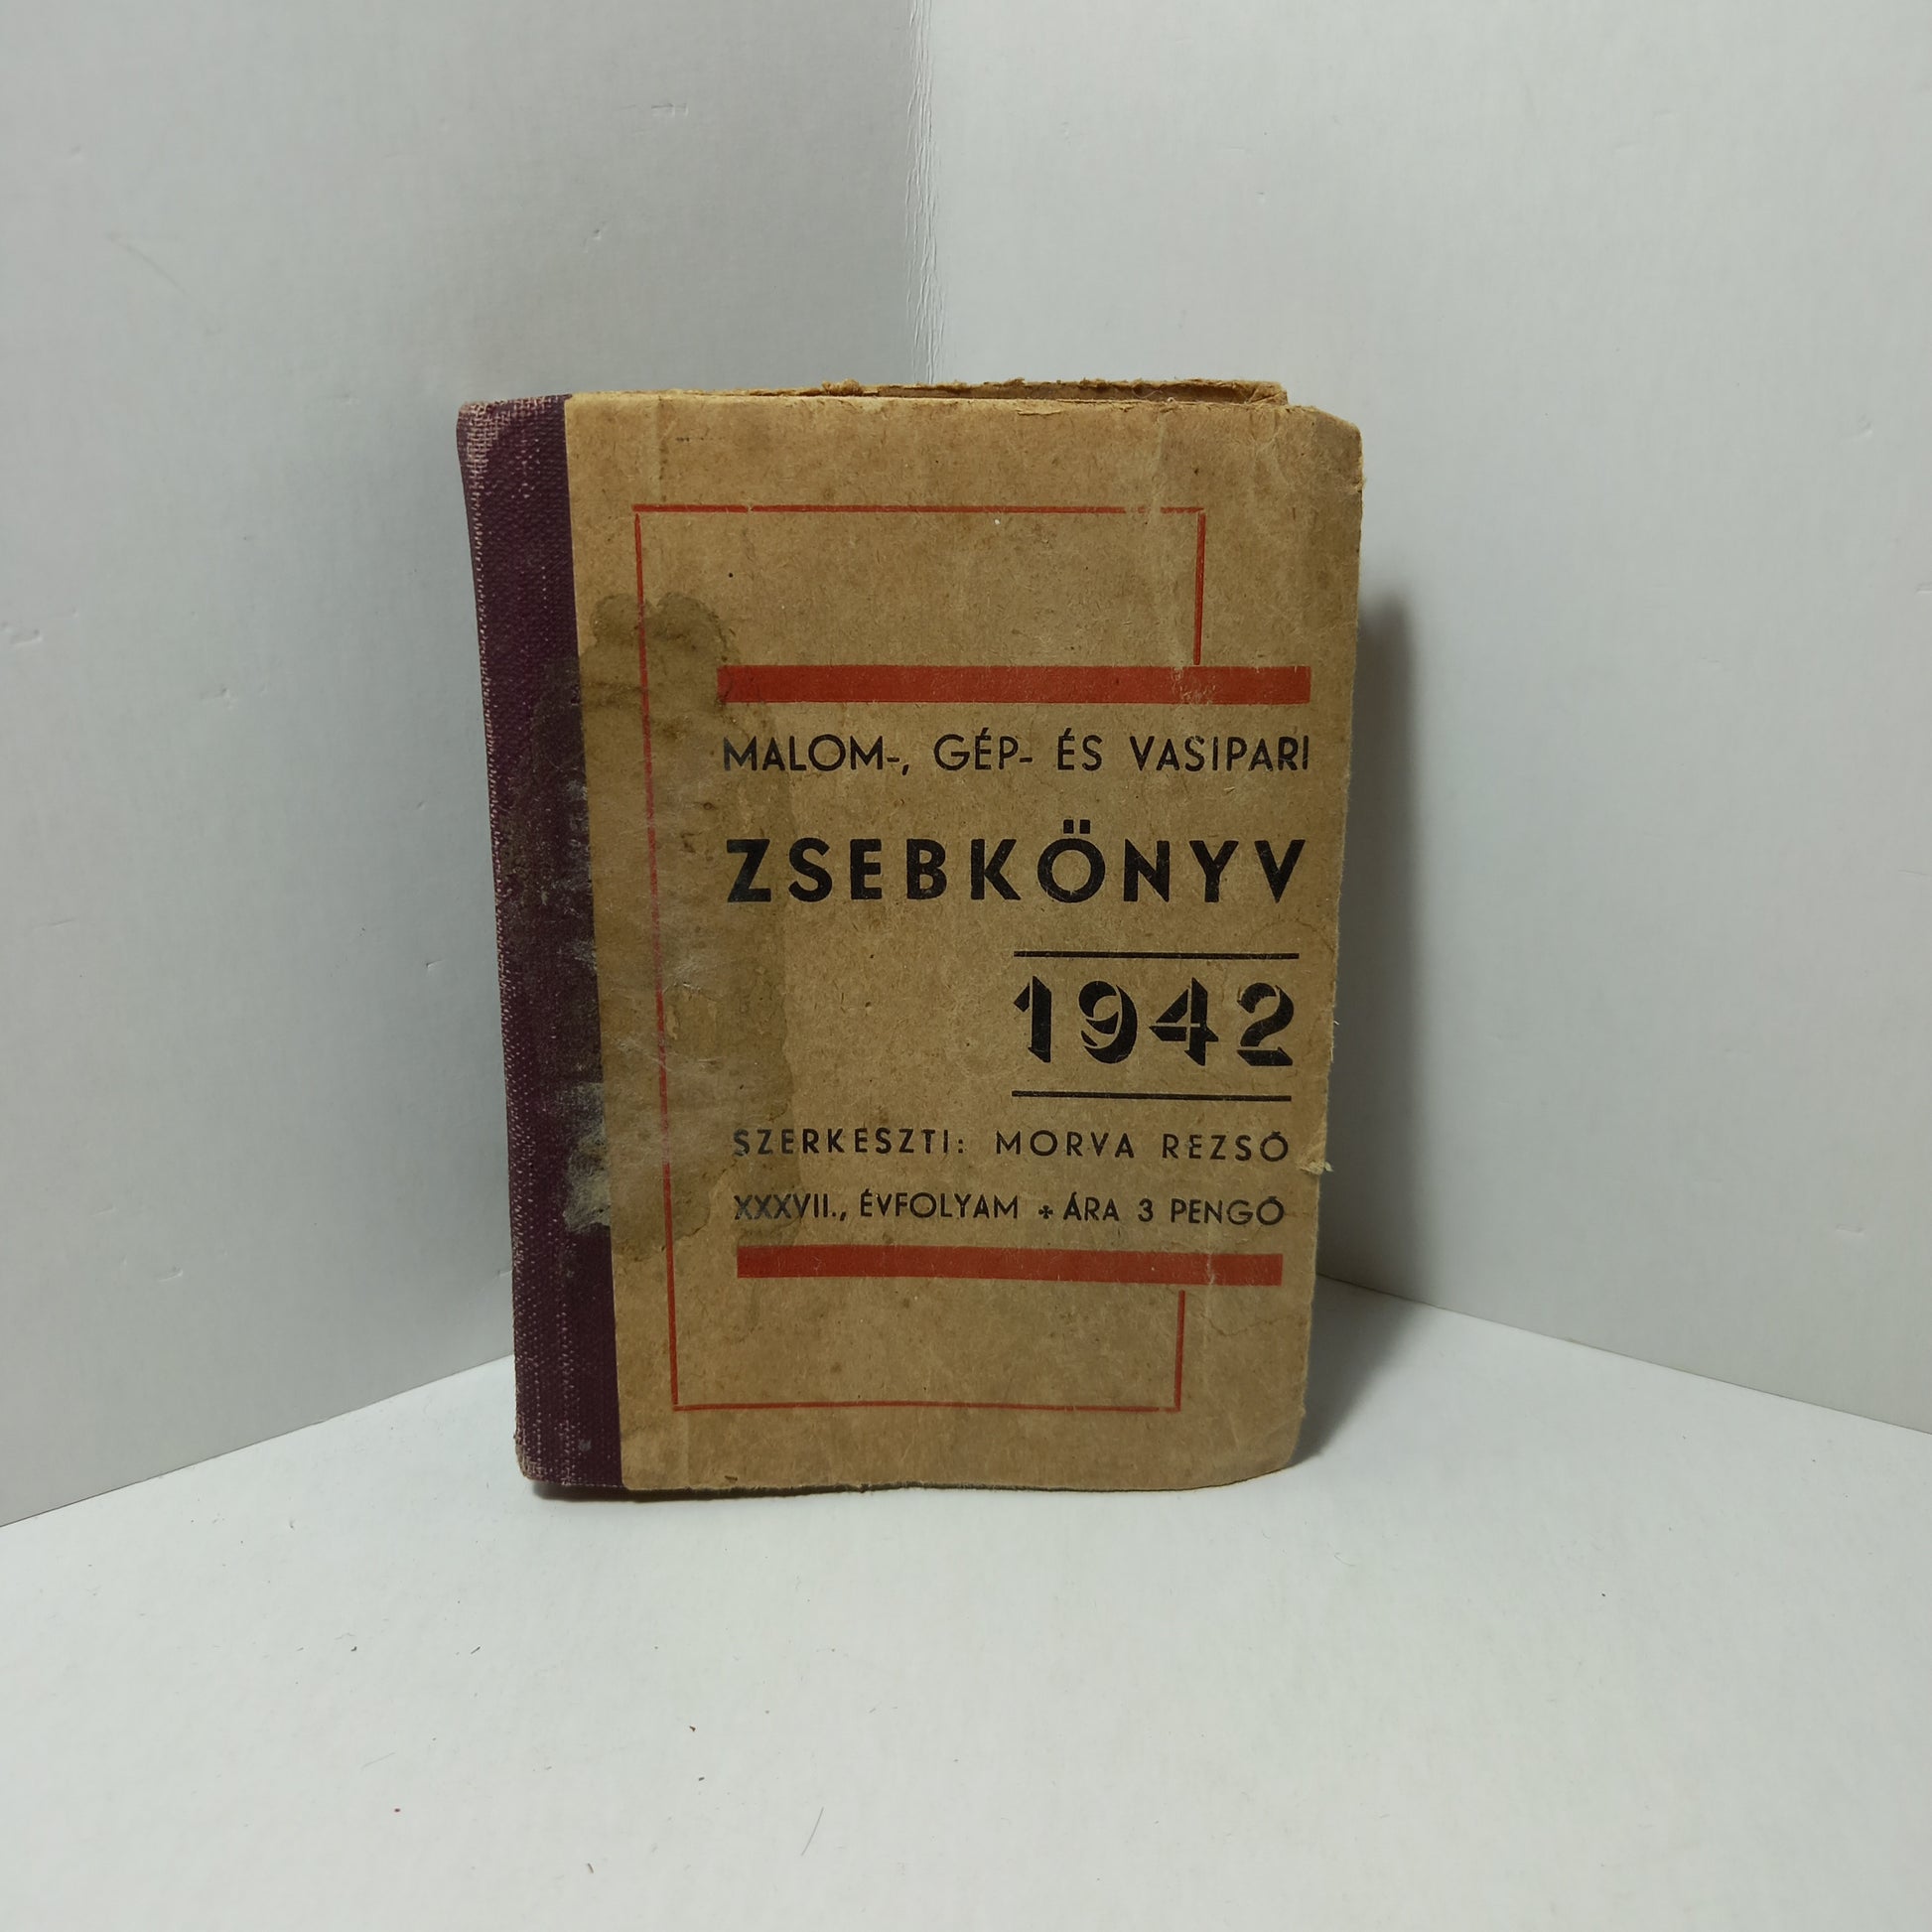 MALOM-, GÉP- ÉS VASIPARI
ZSEBKÖNYV
1942
SZERKESZTI: MORVA REZSŐ
XXXVII., ÉVFOLYAM + ÁRA 3 PENGŐ